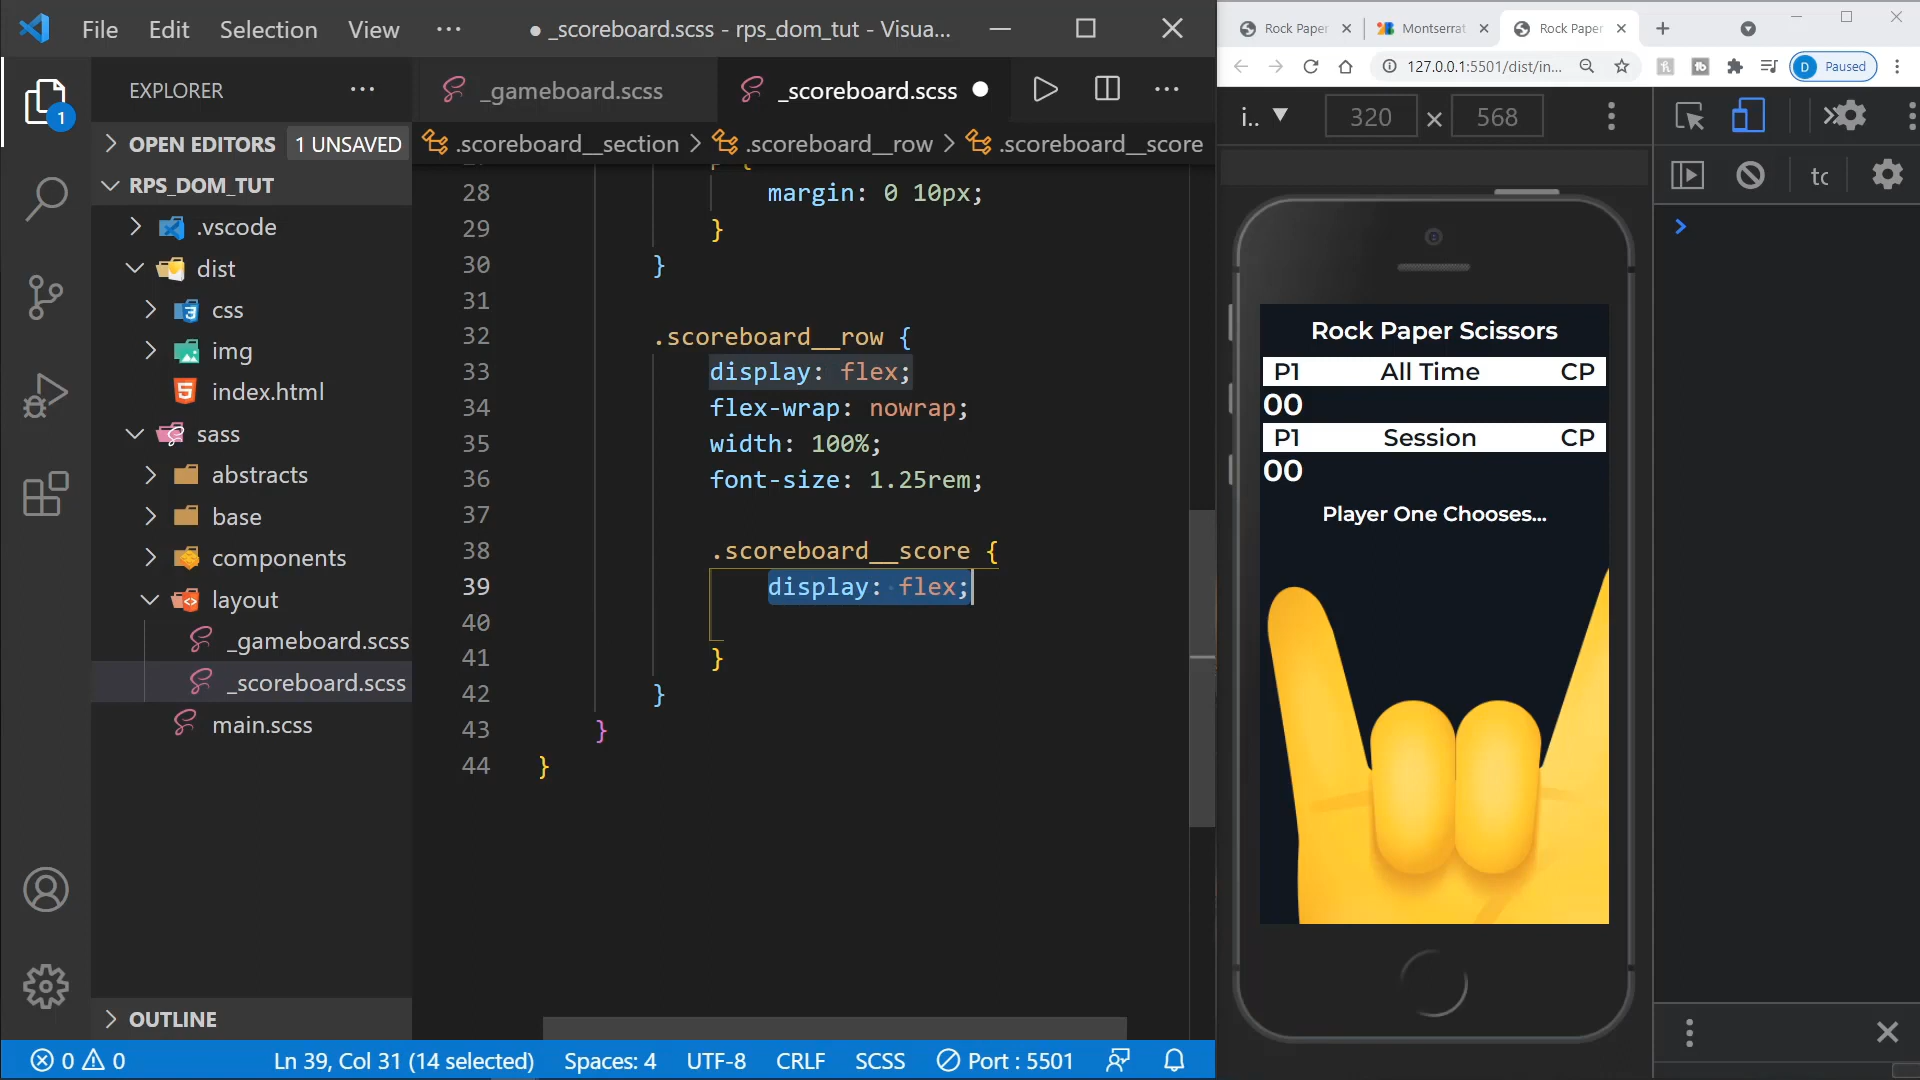 File Edit Selection View ··· ● _scoreboard.scss - rps_dom_tut - Visua...
EXPLORER ···
OPEN EDITORS 1 UNSAVED
RPS_DOM_TUT
.vscode
dist
css
img
index.html
sass
abstracts
base
components
layout
_gameboard.scss
_scoreboard.scss
main.scss
OUTLINE
1
_gameboard.scss _scoreboard.scss ●
.scoreboard__section > .scoreboard__row > .scoreboard__score
28 margin: 0 10px;
29 }
30 }
31
32 .scoreboard__row {
33 display: flex;
34 flex-wrap: nowrap;
35 width: 100%;
36 font-size: 1.25rem;
37
38 .scoreboard__score {
39 display: flex;
40
41 }
42 }
43 }
44 }
0 0 Ln 39, Col 31 (14 selected) Spaces: 4 UTF-8 CRLF SCSS Port : 5501
Rock Paper Montserrat Rock Paper
127.0.0.1:5501/dist/in... D Paused
i.. ▼ 320 × 568
Rock Paper Scissors
P1 All Time CP
00
P1 Session CP
00
Player One Chooses...